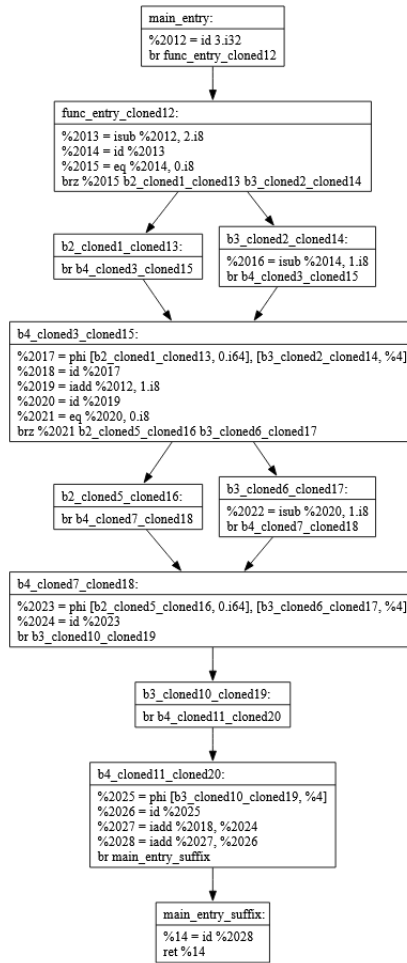 main_entry:
%2012 = id 3.i32
br func_entry_cloned12
func_entry_cloned12:
%2013 = isub %2012, 2.i8
%2014 = id %2013
%2015 = eq %2014, 0.i8
brz %2015 b2_cloned1_cloned13 b3_cloned2_cloned14
b2_cloned1_cloned13:
br b4_cloned3_cloned15
b3_cloned2_cloned14:
%2016 = isub %2014, 1.i8
br b4_cloned3_cloned15
b4_cloned3_cloned15:
%2017 = phi [b2_cloned1_cloned13, 0.i64], [b3_cloned2_cloned14, %4]
%2018 = id %2017
%2019 = iadd %2012, 1.i8
%2020 = id %2019
%2021 = eq %2020, 0.i8
brz %2021 b2_cloned5_cloned16 b3_cloned6_cloned17
b2_cloned5_cloned16:
br b4_cloned7_cloned18
b3_cloned6_cloned17:
%2022 = isub %2020, 1.i8
br b4_cloned7_cloned18
b4_cloned7_cloned18:
%2023 = phi [b2_cloned5_cloned16, 0.i64], [b3_cloned6_cloned17, %4]
%2024 = id %2023
br b3_cloned10_cloned19
b3_cloned10_cloned19:
br b4_cloned11_cloned20
b4_cloned11_cloned20:
%2025 = phi [b3_cloned10_cloned19, %4]
%2026 = id %2025
%2027 = iadd %2018, %2024
%2028 = iadd %2027, %2026
br main_entry_suffix
main_entry_suffix:
%14 = id %2028
ret %14